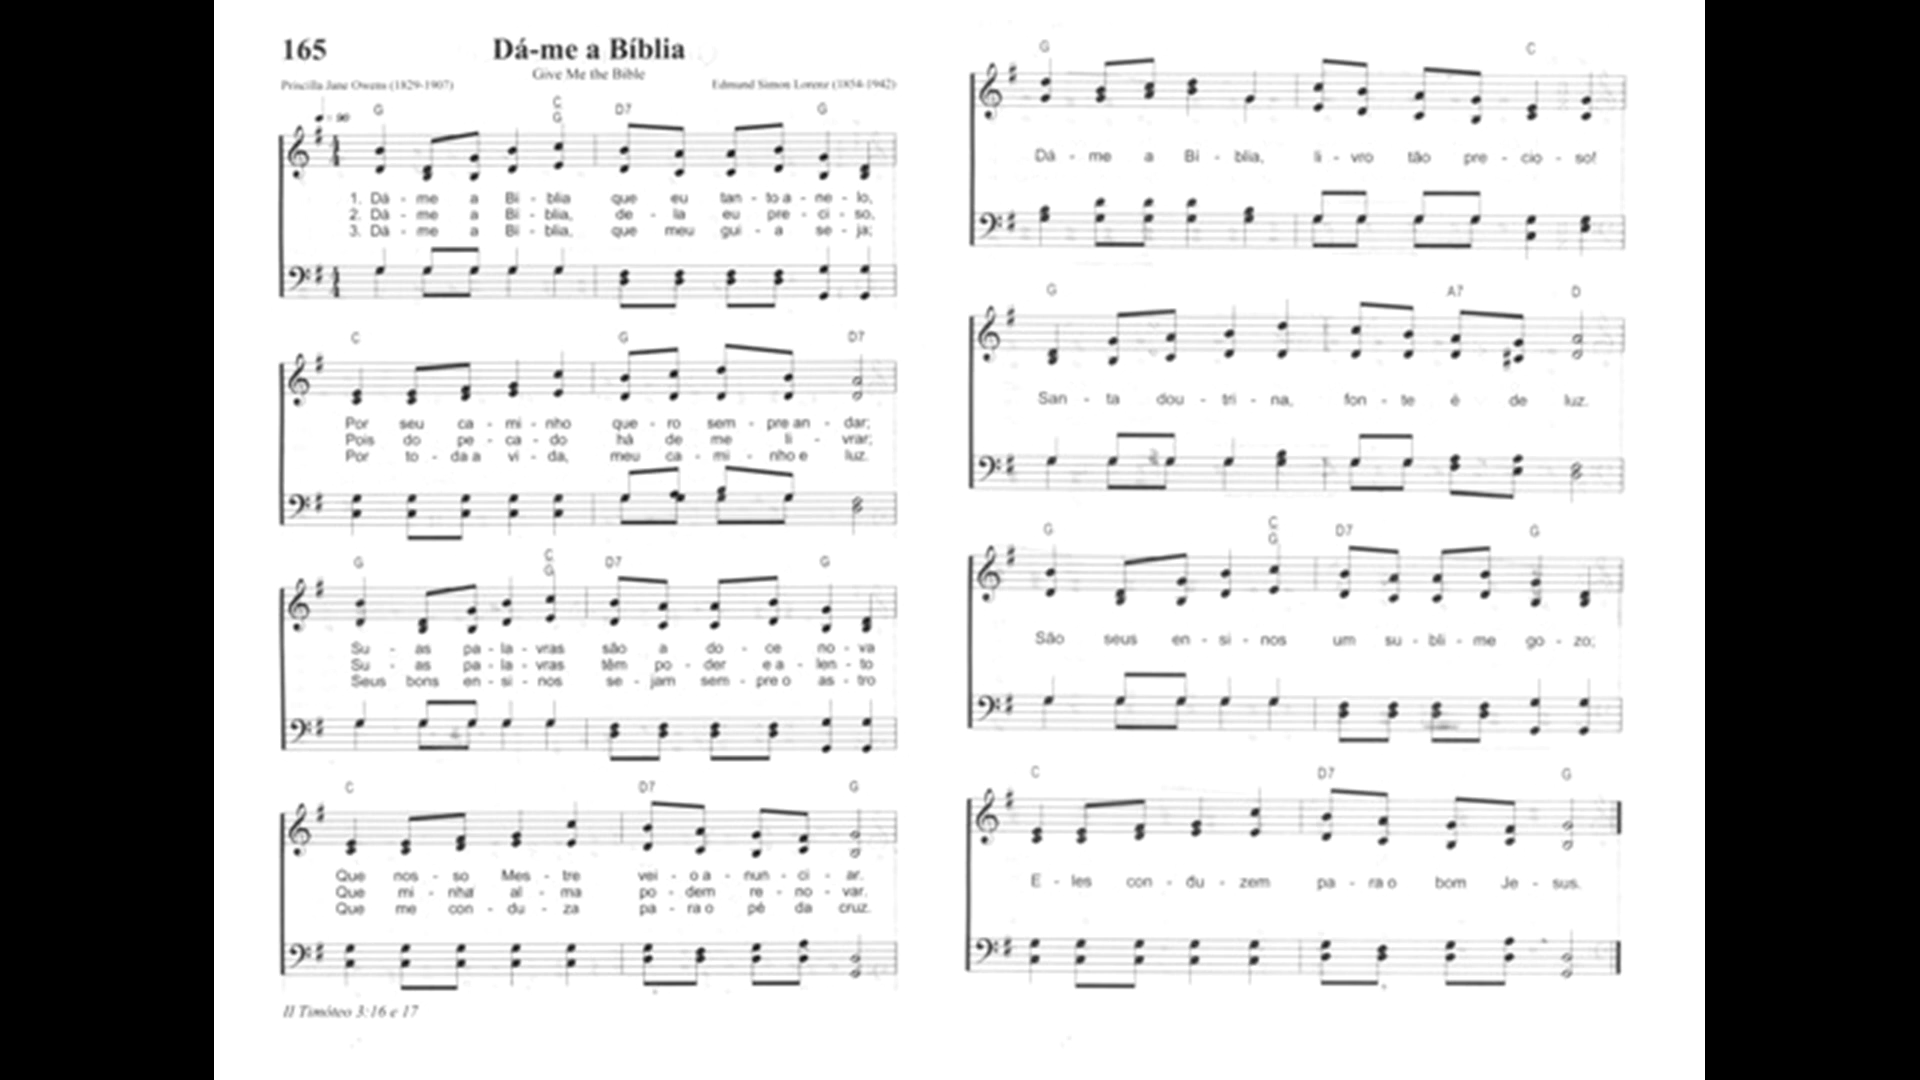 165 Dá-me a Bíblia
Give Me the Bible
Priscilla Jane Owens (1829-1907) Edmund Simon Lorenz (1854-1942)
= 90
G C G D7 G
1. Dá - me a Bí - blia que eu tan - to a - ne - lo,
2. Dá - me a Bí - blia, de - la eu pre - ci - so,
3. Dá - me a Bí - blia, que meu gui - a se - ja;
C G D7
Por seu ca - mi - nho que - ro sem - pre an - dar;
Pois do pe - ca - do há de me li - vrar;
Por to - da a vi - da, meu ca - mi - nho e luz.
G C G D7 G
Su - as pa - la - vras são a do - ce no - va
Su - as pa - la - vras têm po - der e a - len - to
Seus bons en - si - nos se - jam sem - pre o as - tro
C D7 G
Que nos - so Mes - tre vei - o a - nun - ci - ar.
Que mi - nha al - ma po - dem re - no - var.
Que me con - du - za pa - ra o pé da cruz.
II Timóteo 3:16 e 17
G C
Dá - me a Bí - blia, li - vro tão pre - cio - so!
G A7 D
San - ta dou - tri - na, fon - te é de luz.
G C G D7 G
São seus en - si - nos um su - bli - me go - zo;
C D7 G
E - les con - du - zem pa - ra o bom Je - sus.